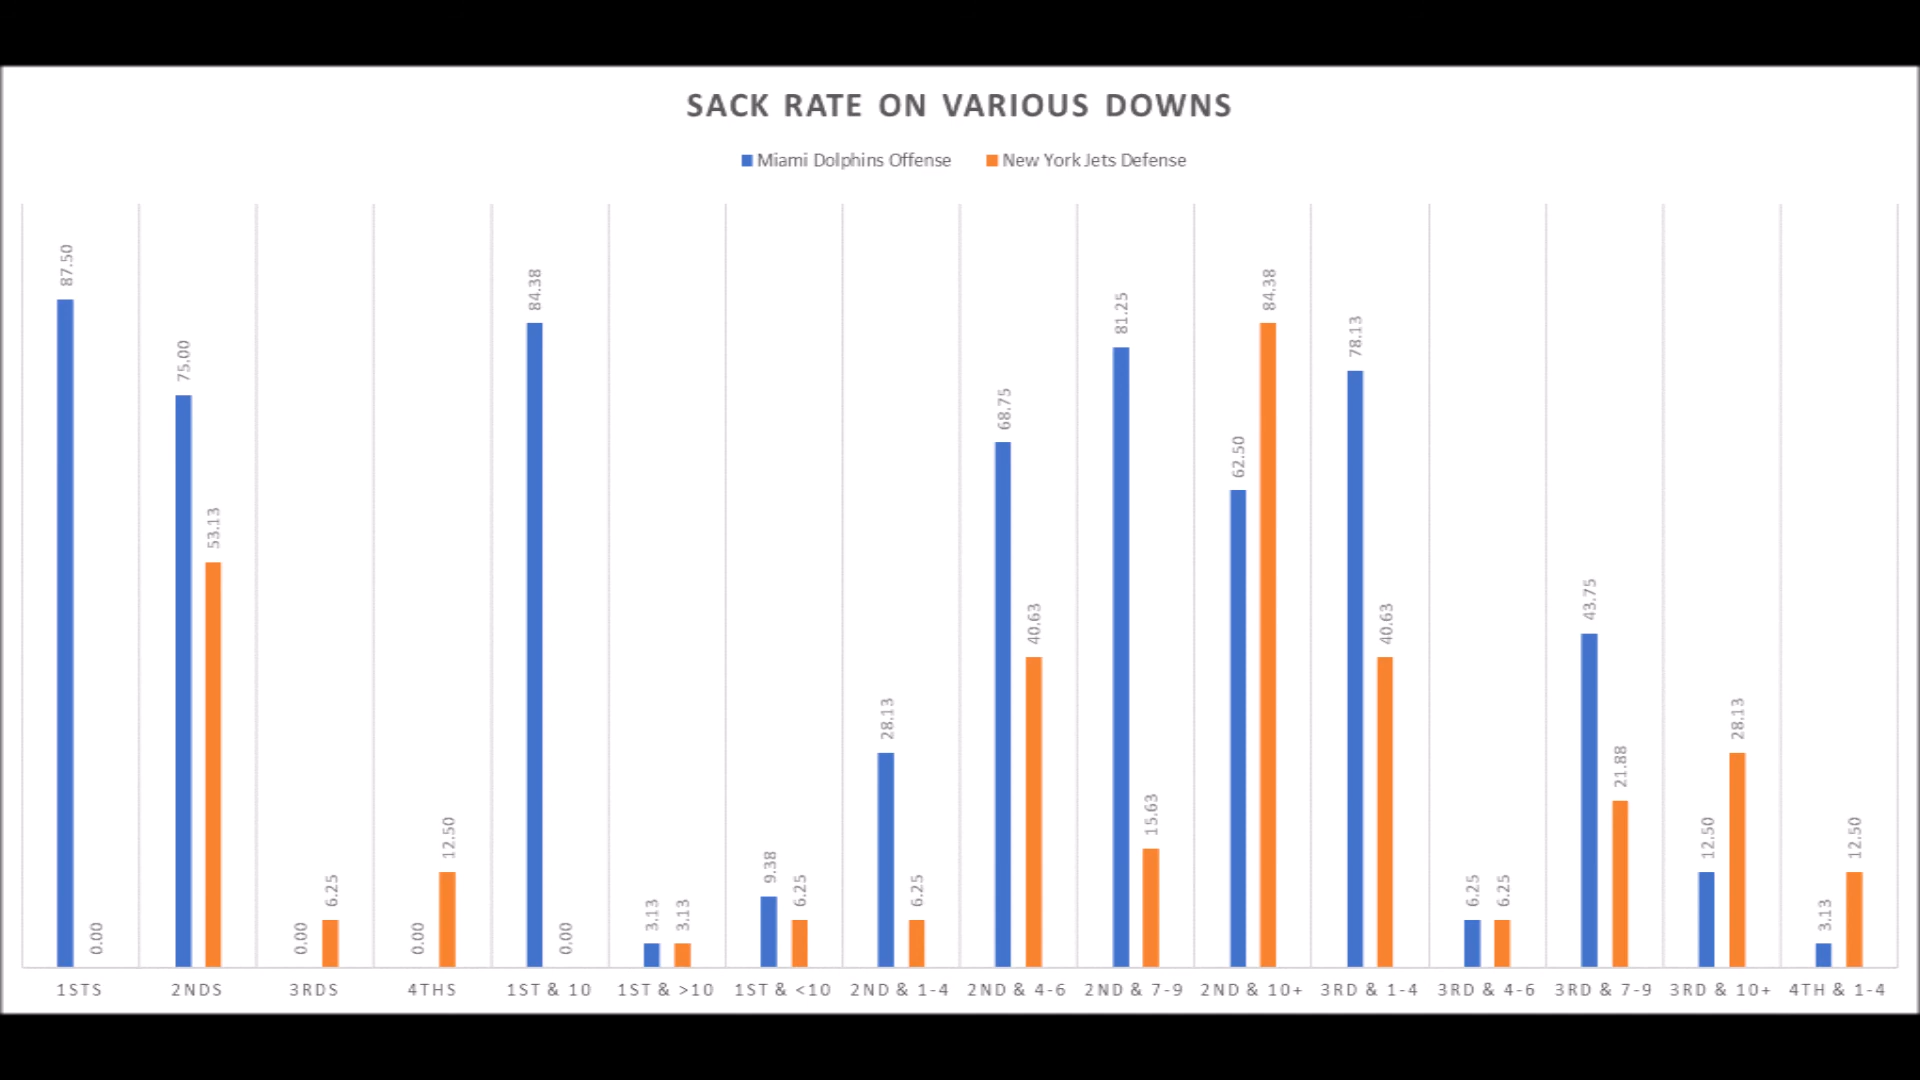 SACK RATE ON VARIOUS DOWNS
Miami Dolphins Offense New York Jets Defense
87.50 0.00 75.00 53.13 0.00 6.25 0.00 12.50 84.38 0.00 3.13 3.13 9.38 6.25 28.13 6.25 68.75 40.63 81.25 15.63 62.50 84.38 78.13 40.63 6.25 6.25 43.75 21.88 12.50 28.13 3.13 12.50
1STS 2NDS 3RDS 4THS 1ST & 10 1ST & >10 1ST & <10 2ND & 1-4 2ND & 4-6 2ND & 7-9 2ND & 10+ 3RD & 1-4 3RD & 4-6 3RD & 7-9 3RD & 10+ 4TH & 1-4